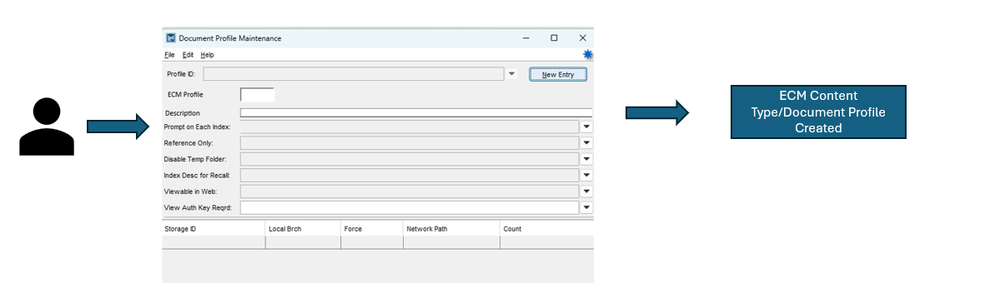 Document Profile Maintenance
File Edit Help
Profile ID:
New Entry
ECM Profile
Description
Prompt on Each Index:
Reference Only:
Disable Temp Folder:
Index Desc for Recall:
Viewable in Web:
View Auth Key Reqrd:
Storage ID Local Brch Force Network Path Count
ECM Content
Type/Document Profile
Created